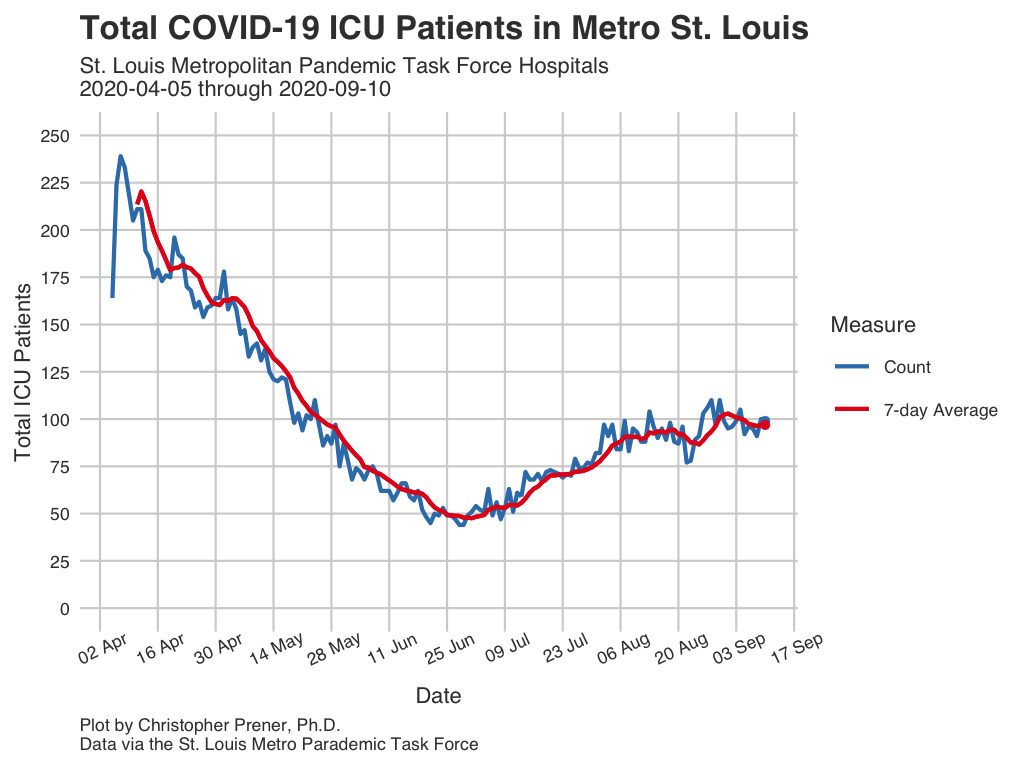 Total COVID-19 ICU Patients in Metro St. Louis
St. Louis Metropolitan Pandemic Task Force Hospitals
2020-04-05 through 2020-09-10
250
225
200
175
150
125
100
75
50
25
0
Total ICU Patients
02 Apr
16 Apr
30 Apr
14 May
28 May
11 Jun
25 Jun
09 Jul
23 Jul
06 Aug
20 Aug
03 Sep
17 Sep
Date
Measure
Count
7-day Average
Plot by Christopher Prener, Ph.D.
Data via the St. Louis Metro Parademic Task Force